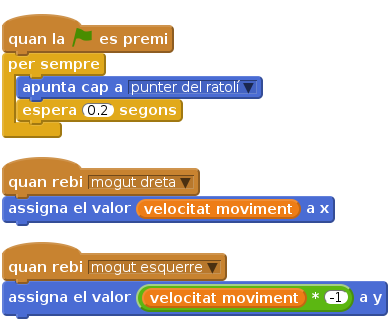 quan la es premi
per sempre
apunta cap a punter del ratolí
espera 0.2 segons
quan rebi mogut dreta
assigna el valor velocitat moviment a x
quan rebi mogut esquerre
assigna el valor velocitat moviment * -1 a y